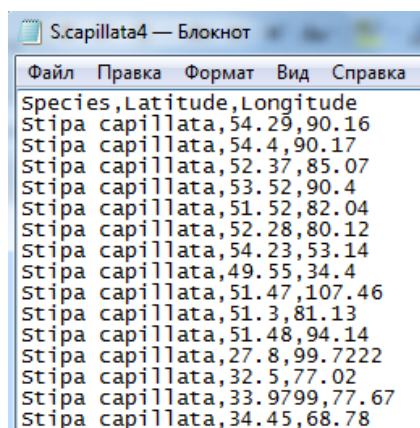 S.capillata4 — Блокнот
Файл Правка Формат Вид Справка
Species,Latitude,Longitude
Stipa capillata,54.29,90.16
Stipa capillata,54.4,90.17
Stipa capillata,52.37,85.07
Stipa capillata,53.52,90.4
Stipa capillata,51.52,82.04
Stipa capillata,52.28,80.12
Stipa capillata,54.23,53.14
Stipa capillata,49.55,34.4
Stipa capillata,51.47,107.46
Stipa capillata,51.3,81.13
Stipa capillata,51.48,94.14
Stipa capillata,27.8,99.7222
Stipa capillata,32.5,77.02
Stipa capillata,33.9799,77.67
Stipa capillata,34.45,68.78